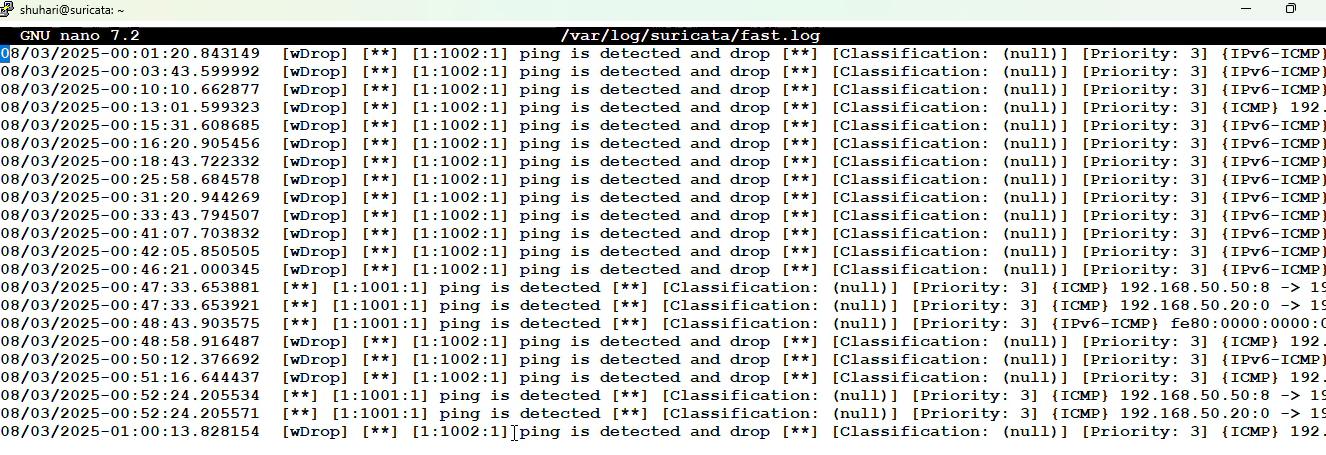 shuhari@suricata: ~
GNU nano 7.2 /var/log/suricata/fast.log
08/03/2025-00:01:20.843149 [wDrop] [**] [1:1002:1] ping is detected and drop [**] [Classification: (null)] [Priority: 3] {IPv6-ICMP}
08/03/2025-00:03:43.599992 [wDrop] [**] [1:1002:1] ping is detected and drop [**] [Classification: (null)] [Priority: 3] {IPv6-ICMP}
08/03/2025-00:10:10.662877 [wDrop] [**] [1:1002:1] ping is detected and drop [**] [Classification: (null)] [Priority: 3] {IPv6-ICMP}
08/03/2025-00:13:01.599323 [wDrop] [**] [1:1002:1] ping is detected and drop [**] [Classification: (null)] [Priority: 3] {ICMP} 192.
08/03/2025-00:15:31.608685 [wDrop] [**] [1:1002:1] ping is detected and drop [**] [Classification: (null)] [Priority: 3] {IPv6-ICMP}
08/03/2025-00:16:20.905456 [wDrop] [**] [1:1002:1] ping is detected and drop [**] [Classification: (null)] [Priority: 3] {IPv6-ICMP}
08/03/2025-00:18:43.722332 [wDrop] [**] [1:1002:1] ping is detected and drop [**] [Classification: (null)] [Priority: 3] {IPv6-ICMP}
08/03/2025-00:25:58.684578 [wDrop] [**] [1:1002:1] ping is detected and drop [**] [Classification: (null)] [Priority: 3] {IPv6-ICMP}
08/03/2025-00:31:20.944269 [wDrop] [**] [1:1002:1] ping is detected and drop [**] [Classification: (null)] [Priority: 3] {IPv6-ICMP}
08/03/2025-00:33:43.794507 [wDrop] [**] [1:1002:1] ping is detected and drop [**] [Classification: (null)] [Priority: 3] {IPv6-ICMP}
08/03/2025-00:41:07.703832 [wDrop] [**] [1:1002:1] ping is detected and drop [**] [Classification: (null)] [Priority: 3] {IPv6-ICMP}
08/03/2025-00:42:05.850505 [wDrop] [**] [1:1002:1] ping is detected and drop [**] [Classification: (null)] [Priority: 3] {IPv6-ICMP}
08/03/2025-00:46:21.000345 [wDrop] [**] [1:1002:1] ping is detected and drop [**] [Classification: (null)] [Priority: 3] {IPv6-ICMP}
08/03/2025-00:47:33.653881 [**] [1:1001:1] ping is detected [**] [Classification: (null)] [Priority: 3] {ICMP} 192.168.50.50:8 -> 19
08/03/2025-00:47:33.653921 [**] [1:1001:1] ping is detected [**] [Classification: (null)] [Priority: 3] {ICMP} 192.168.50.20:0 -> 19
08/03/2025-00:48:43.903575 [**] [1:1001:1] ping is detected [**] [Classification: (null)] [Priority: 3] {IPv6-ICMP} fe80:0000:0000:0
08/03/2025-00:48:58.916487 [wDrop] [**] [1:1002:1] ping is detected and drop [**] [Classification: (null)] [Priority: 3] {ICMP} 192.
08/03/2025-00:50:12.376692 [wDrop] [**] [1:1002:1] ping is detected and drop [**] [Classification: (null)] [Priority: 3] {IPv6-ICMP}
08/03/2025-00:51:16.644437 [wDrop] [**] [1:1002:1] ping is detected and drop [**] [Classification: (null)] [Priority: 3] {ICMP} 192.
08/03/2025-00:52:24.205534 [**] [1:1001:1] ping is detected [**] [Classification: (null)] [Priority: 3] {ICMP} 192.168.50.50:8 -> 19
08/03/2025-00:52:24.205571 [**] [1:1001:1] ping is detected [**] [Classification: (null)] [Priority: 3] {ICMP} 192.168.50.20:0 -> 19
08/03/2025-01:00:13.828154 [wDrop] [**] [1:1002:1] ping is detected and drop [**] [Classification: (null)] [Priority: 3] {ICMP} 192.